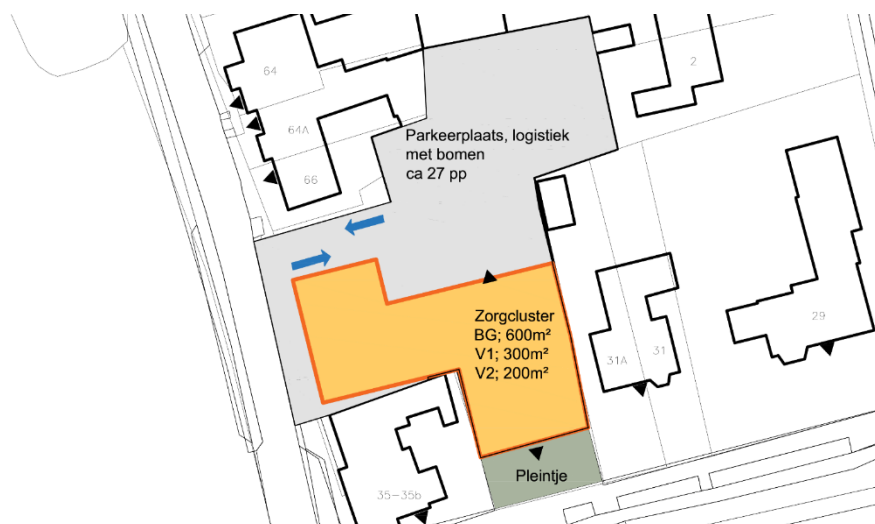 64
2
64A
Parkeerplaats, logistiek
met bomen
ca 27 pp
66
Zorgcluster
BG; 600m²
V1; 300m²
V2; 200m²
29
31
31A
Pleintje
35-35b